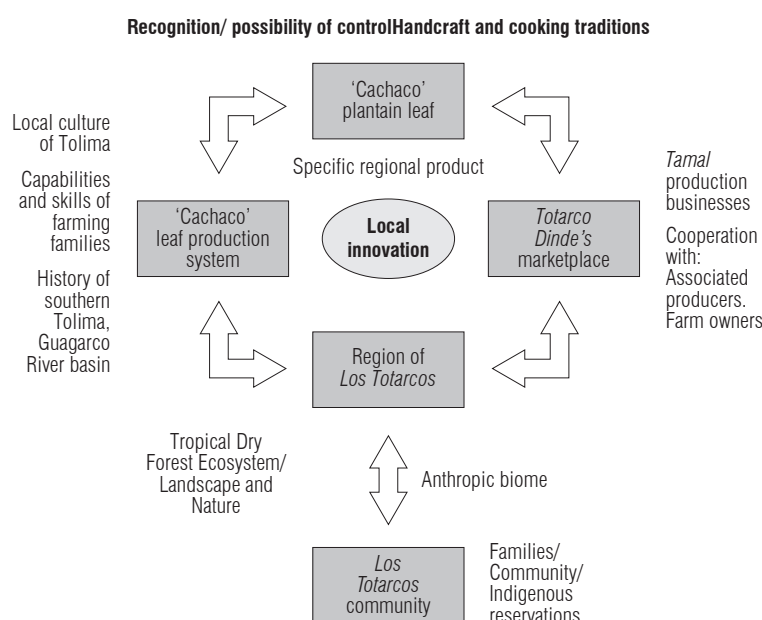 Recognition/ possibility of controlHandcraft and cooking traditions
‘Cachaco’
plantain leaf
Local culture
of Tolima
Capabilities
and skills of
farming
families
History of
southern
Tolima,
Guagarco
River basin
Specific regional product
‘Cachaco’
leaf production
system
Local
innovation
Totarco
Dinde’s
marketplace
Tamal
production
businesses
Cooperation
with:
Associated
producers.
Farm owners
Region of
Los Totarcos
Tropical Dry
Forest Ecosystem/
Landscape and
Nature
Anthropic biome
Los
Totarcos
community
Families/
Community/
Indigenous
reservations